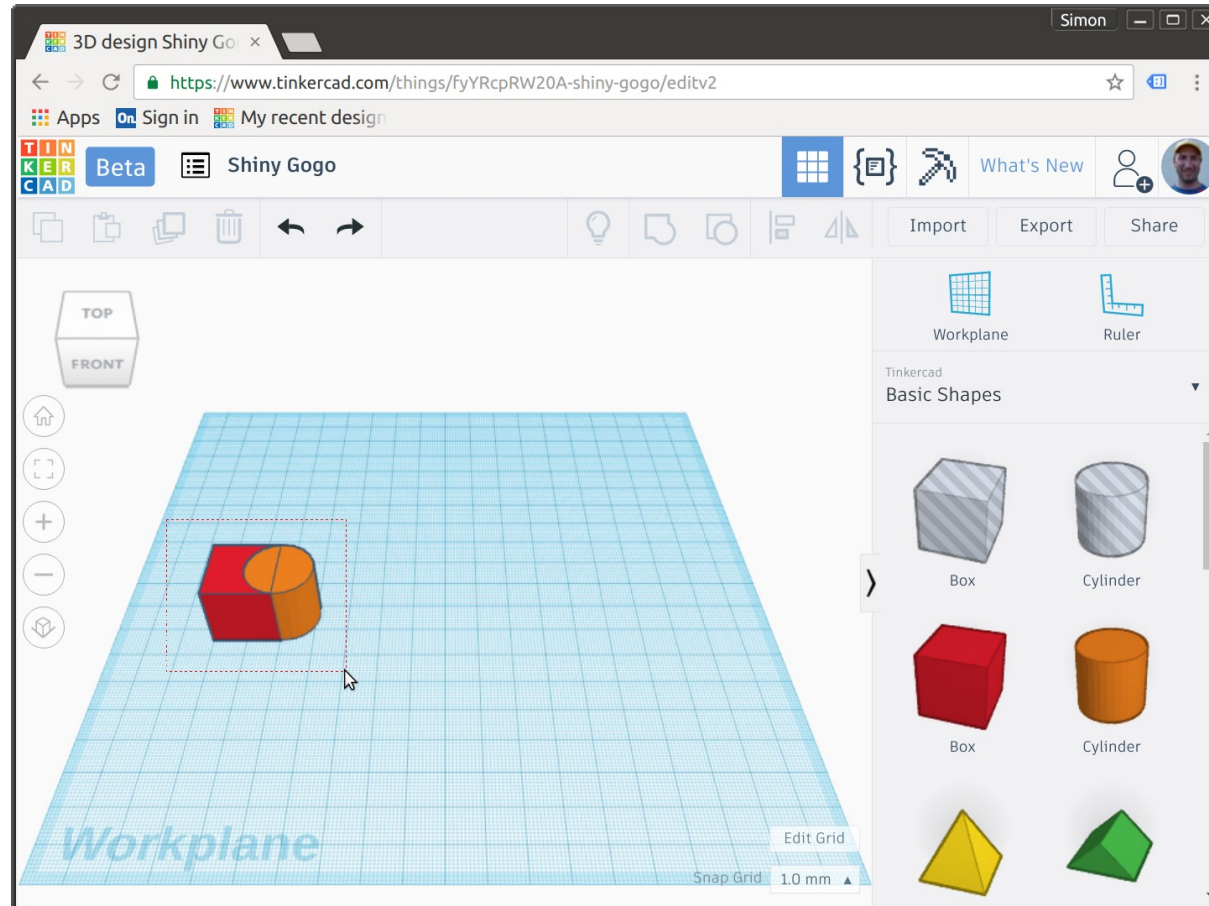 Simon
3D design Shiny Go
https://www.tinkercad.com/things/fyYRcpRW20A-shiny-gogo/editv2
Apps On. Sign in My recent design
TIN
KER
CAD
Beta
Shiny Gogo
What's New
Import Export Share
TOP
FRONT
Workplane Ruler
Tinkercad
Basic Shapes
Box Cylinder
Box Cylinder
Workplane
Edit Grid
Snap Grid 1.0 mm